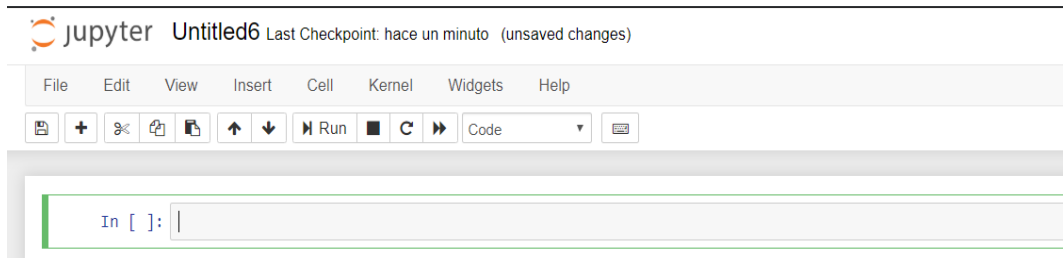 jupyter Untitled6 Last Checkpoint: hace un minuto (unsaved changes)
File Edit View Insert Cell Kernel Widgets Help
Run Code
In [ ]: